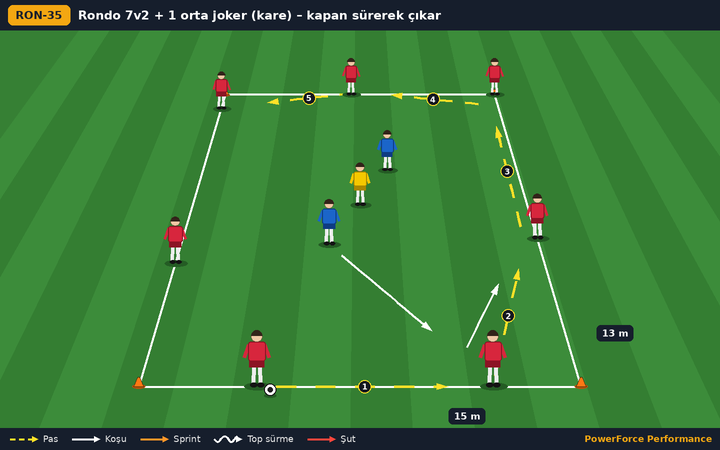 RON-35 Rondo 7v2 + 1 orta joker (kare) – kapan sürerek çıkar
5
4
3
2
13 m
1
15 m
Pas Koşu Sprint Top sürme Şut PowerForce Performance